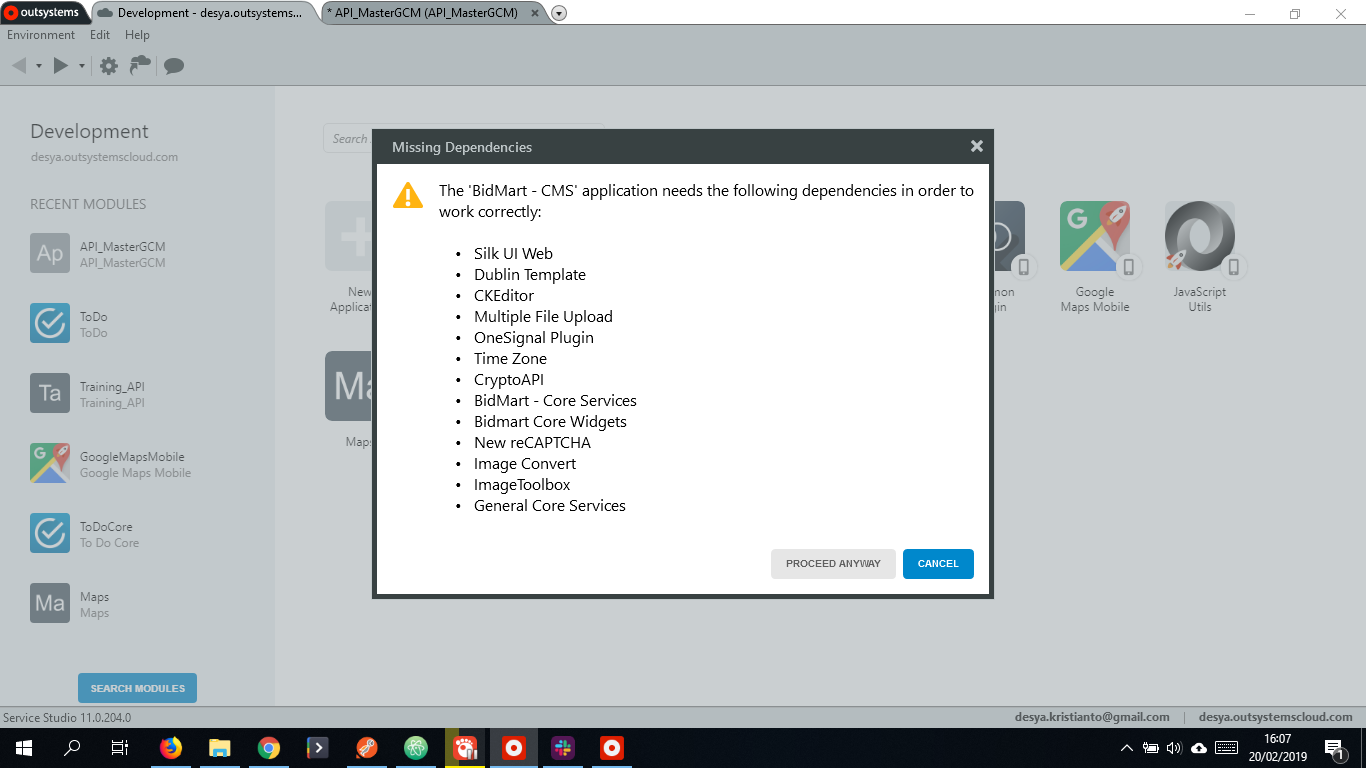 outsystems
Development - desya.outsystems...
* API_MasterGCM (API_MasterGCM)
Environment Edit Help
Development
desya.outsystemscloud.com
RECENT MODULES
Ap
API_MasterGCM
API_MasterGCM
ToDo
ToDo
Ta
Training_API
Training_API
GoogleMapsMobile
Google Maps Mobile
ToDoCore
To Do Core
Ma
Maps
Maps
SEARCH MODULES
Search
New
Applica
Ma
Maps
Google
Maps Mobile
JavaScript
Utils
Missing Dependencies
The 'BidMart - CMS' application needs the following dependencies in order to
work correctly:
• Silk UI Web
• Dublin Template
• CKEditor
• Multiple File Upload
• OneSignal Plugin
• Time Zone
• CryptoAPI
• BidMart - Core Services
• Bidmart Core Widgets
• New reCAPTCHA
• Image Convert
• ImageToolbox
• General Core Services
PROCEED ANYWAY
CANCEL
Service Studio 11.0.204.0
desya.kristianto@gmail.com | desya.outsystemscloud.com
16:07
20/02/2019
1